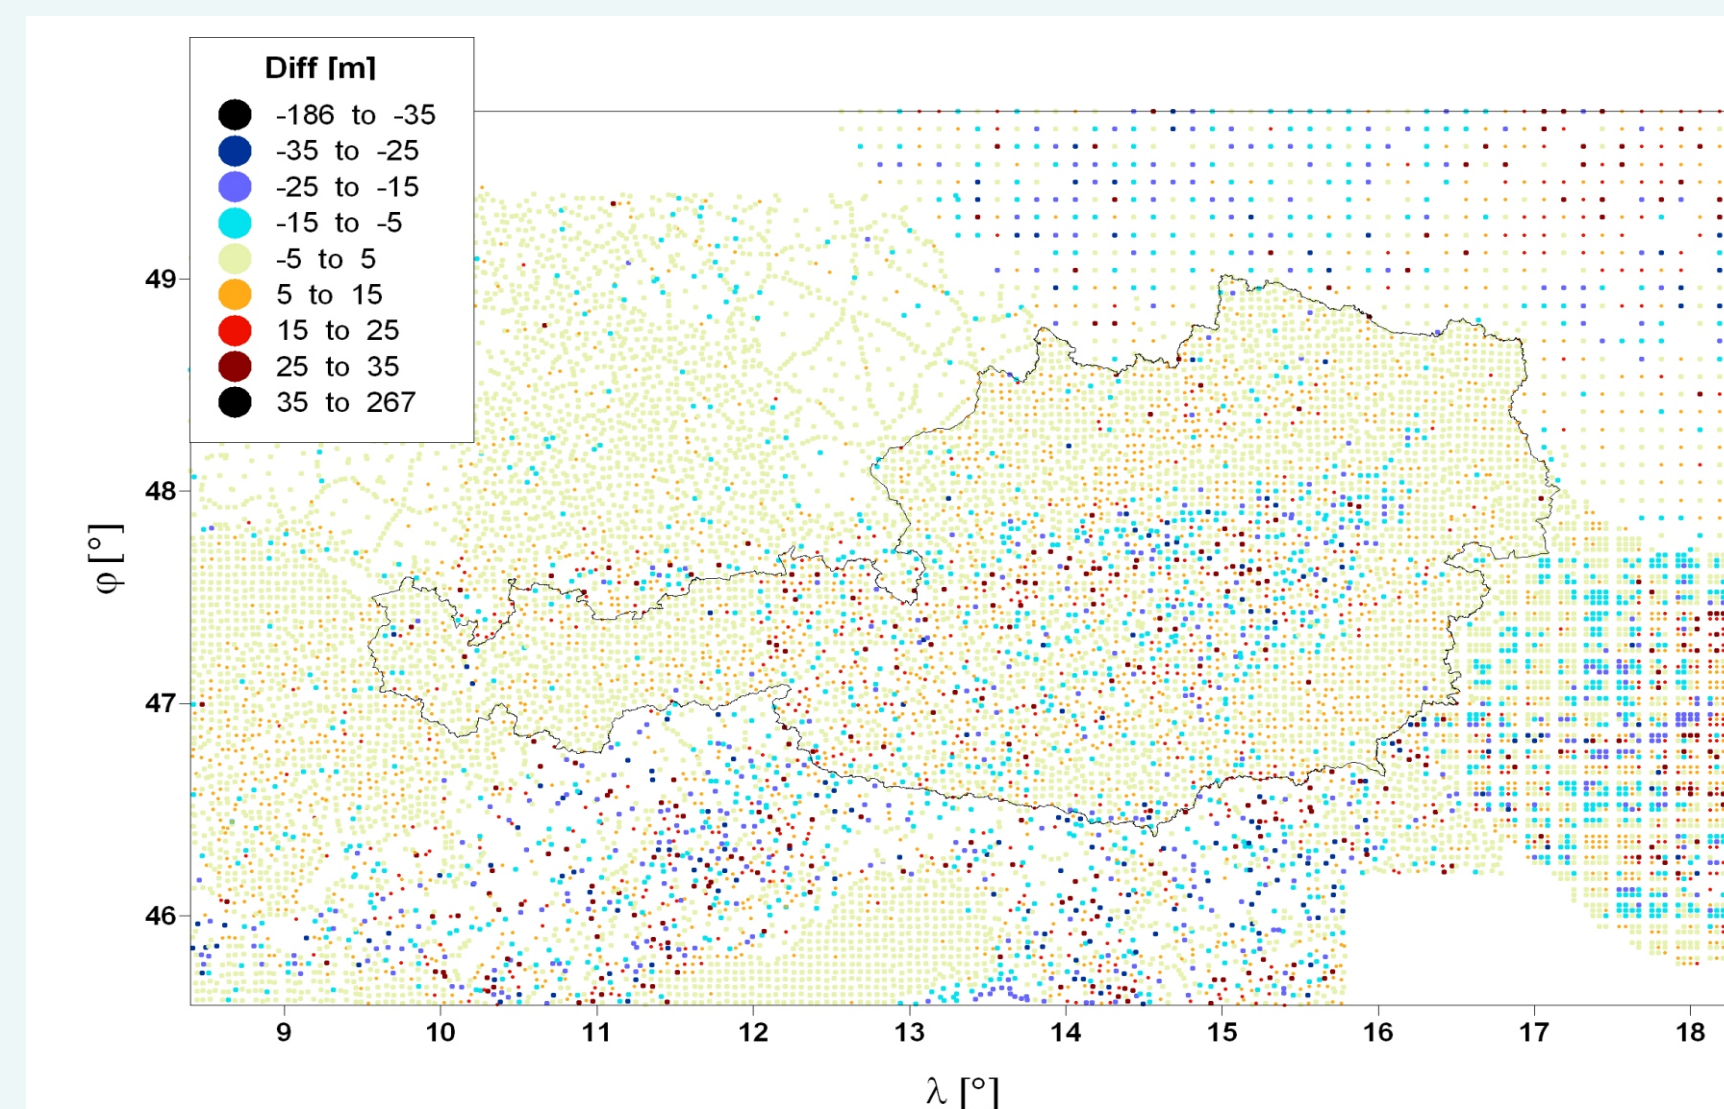 Diff [m]
-186 to -35
-35 to -25
-25 to -15
-15 to -5
-5 to 5
5 to 15
15 to 25
25 to 35
35 to 267
49
48
47
46
φ [°]
9 10 11 12 13 14 15 16 17 18
λ [°]